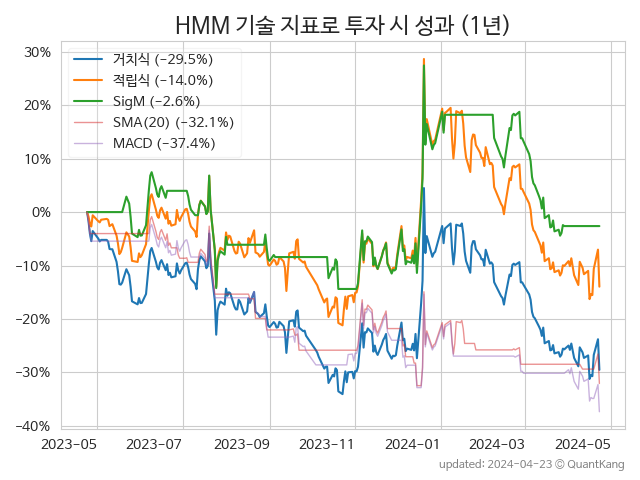 HMM 기술 지표로 투자 시 성과 (1년)
30%
20%
10%
0%
−10%
−20%
−30%
−40%
거치식 (−29.5%)
적립식 (−14.0%)
SigM (−2.6%)
SMA(20) (−32.1%)
MACD (−37.4%)
2023-05
2023-07
2023-09
2023-11
2024-01
2024-03
2024-05
updated: 2024-04-23 © QuantKang